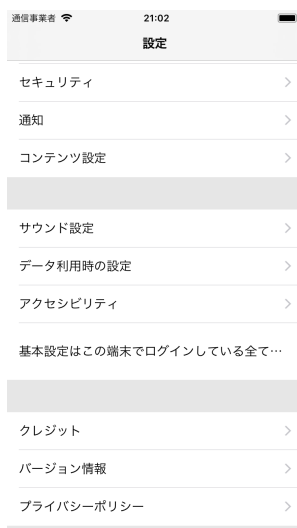 通信事業者 21:02
設定
セキュリティ
通知
コンテンツ設定
サウンド設定
データ利用時の設定
アクセシビリティ
基本設定はこの端末でログインしている全て…
クレジット
バージョン情報
プライバシーポリシー